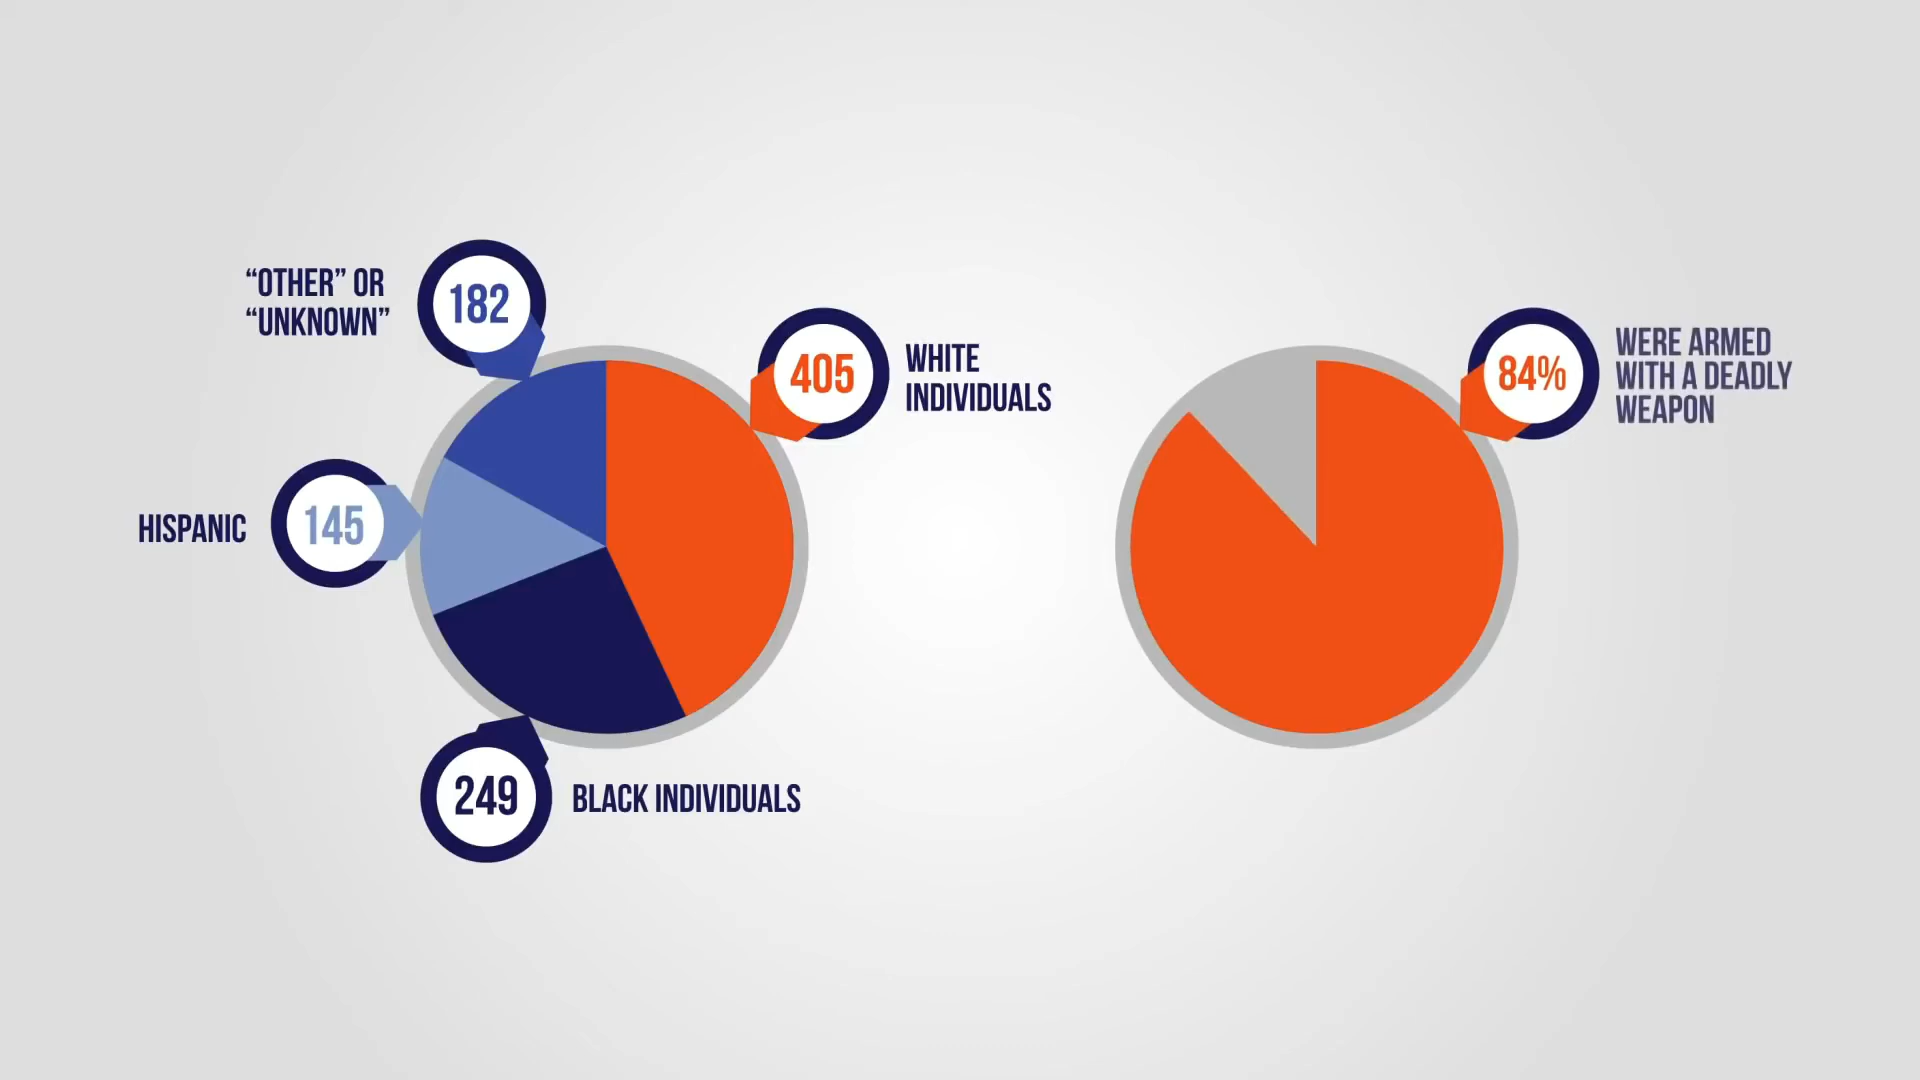 “OTHER” OR
“UNKNOWN”
182
405
WHITE
INDIVIDUALS
HISPANIC
145
249
BLACK INDIVIDUALS
84%
WERE ARMED
WITH A DEADLY
WEAPON